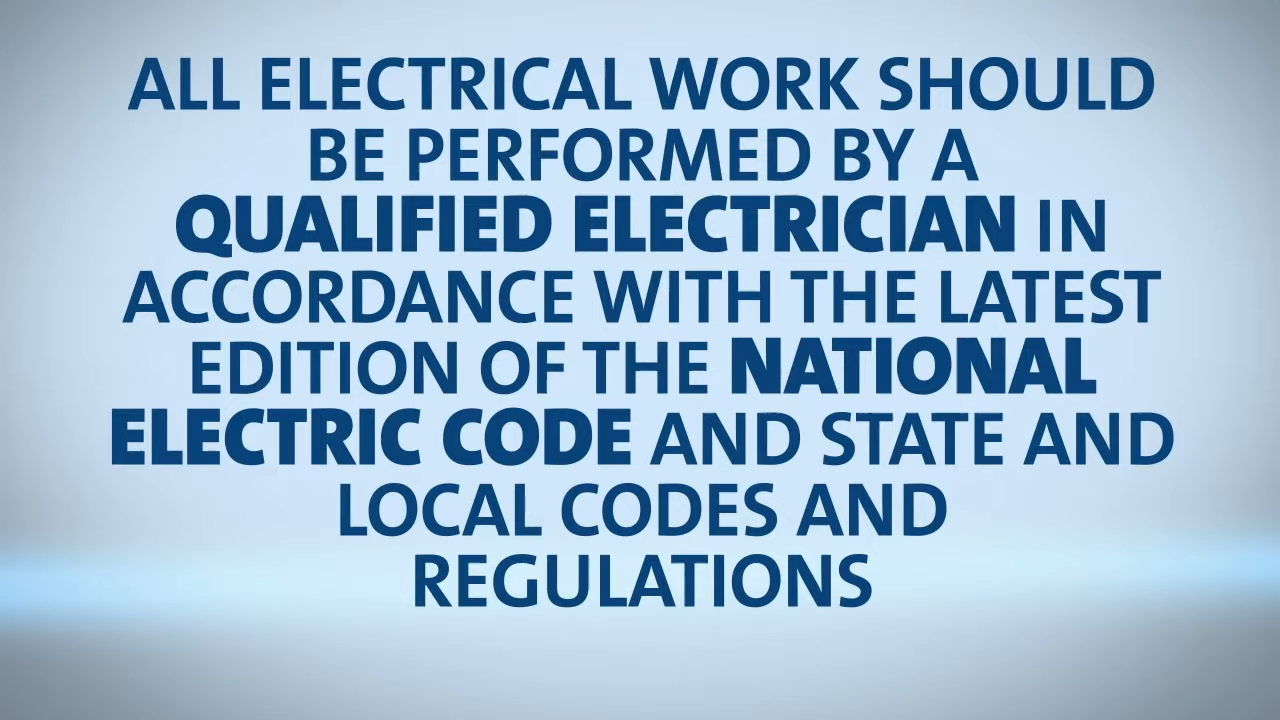 ALL ELECTRICAL WORK SHOULD
BE PERFORMED BY A
QUALIFIED ELECTRICIAN IN
ACCORDANCE WITH THE LATEST
EDITION OF THE NATIONAL
ELECTRIC CODE AND STATE AND
LOCAL CODES AND
REGULATIONS